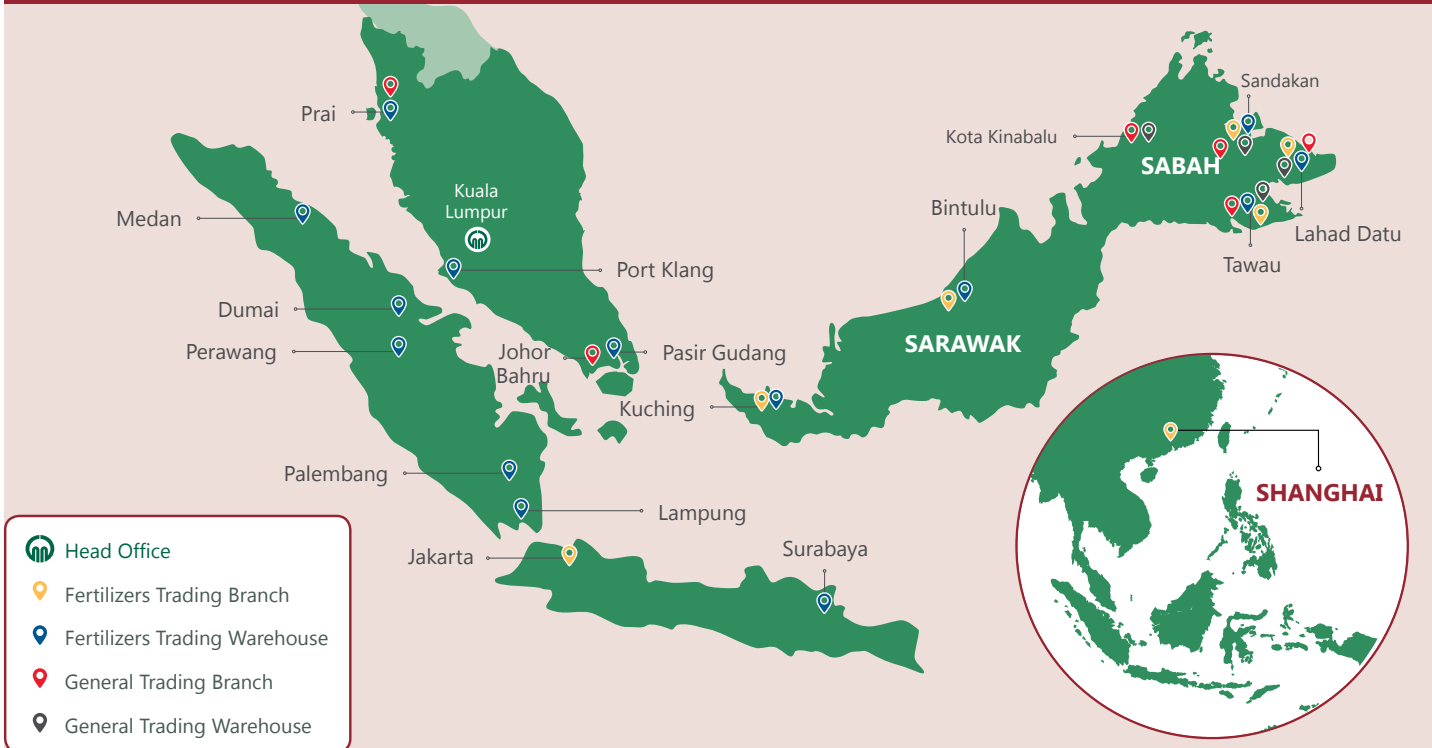 Prai
Kuala
Lumpur
Medan
Port Klang
Dumai
Perawang
Johor
Bahru
Pasir Gudang
Palembang
Lampung
Jakarta
Surabaya
Sandakan
Kota Kinabalu
SABAH
Bintulu
Lahad Datu
Tawau
SARAWAK
Kuching
SHANGHAI
Head Office
Fertilizers Trading Branch
Fertilizers Trading Warehouse
General Trading Branch
General Trading Warehouse